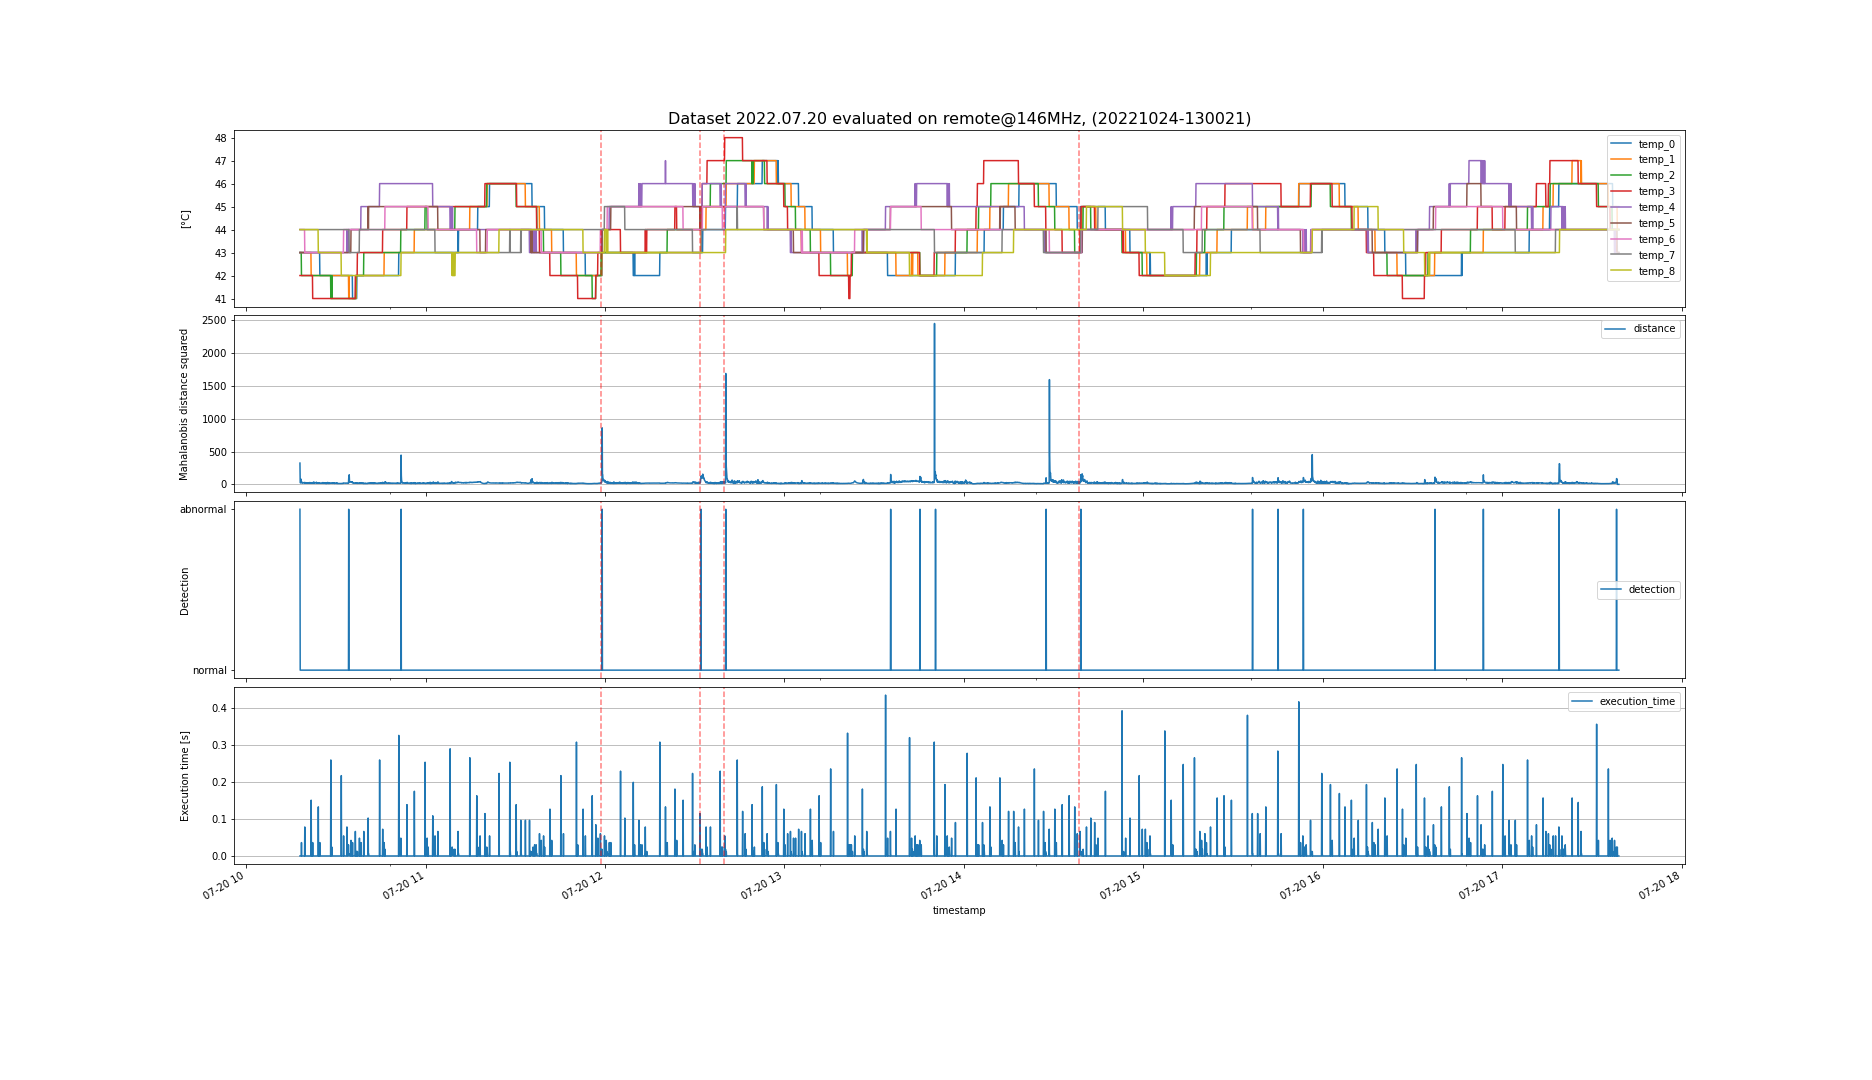 Dataset 2022.07.20 evaluated on remote@146MHz, (20221024-130021)
[°C]
48
47
46
45
44
43
42
41
temp_0
temp_1
temp_2
temp_3
temp_4
temp_5
temp_6
temp_7
temp_8
Mahalanobis distance squared
2500
2000
1500
1000
500
0
distance
Detection
abnormal
normal
detection
Execution time [s]
0.4
0.3
0.2
0.1
0.0
execution_time
07-20 10
07-20 11
07-20 12
07-20 13
07-20 14
07-20 15
07-20 16
07-20 17
07-20 18
timestamp